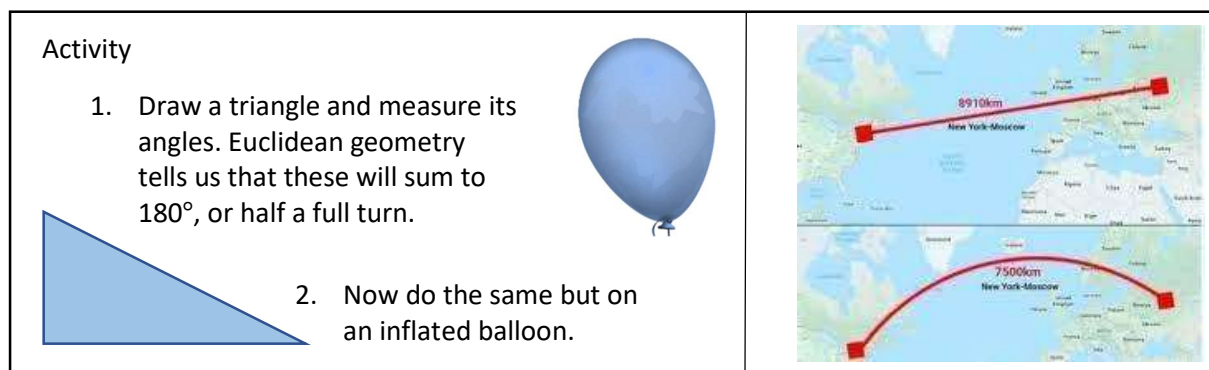 Activity
1. Draw a triangle and measure its
angles. Euclidean geometry
tells us that these will sum to
180°, or half a full turn.
2. Now do the same but on
an inflated balloon.
8910km
New York-Moscow
7500km
New York-Moscow